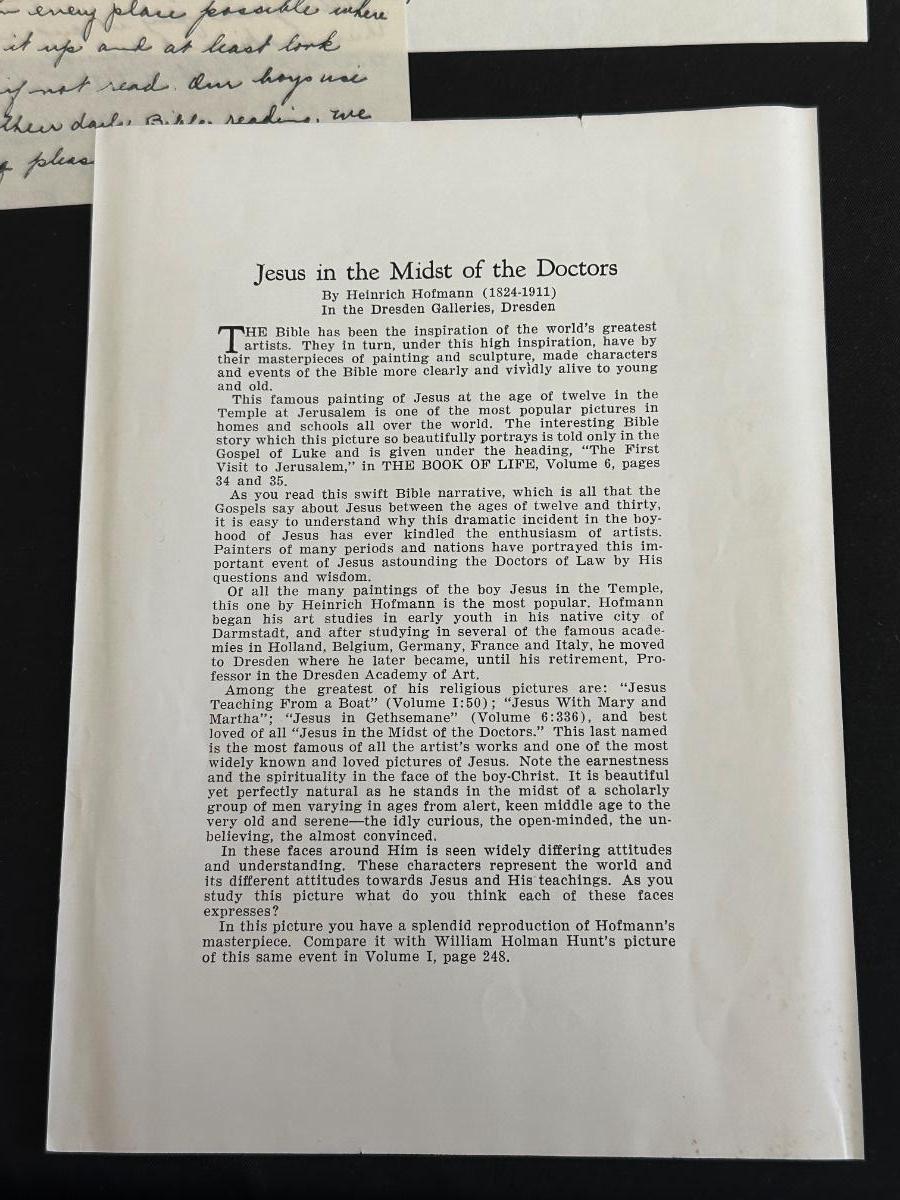 every place possible where
it up and at least look
if not read. Our boys use
their daily Bible reading. We
pleas
Jesus in the Midst of the Doctors
By Heinrich Hofmann (1824-1911)
In the Dresden Galleries, Dresden
THE Bible has been the inspiration of the world's greatest
artists. They in turn, under this high inspiration, have by
their masterpieces of painting and sculpture, made characters
and events of the Bible more clearly and vividly alive to young
and old.
This famous painting of Jesus at the age of twelve in the
Temple at Jerusalem is one of the most popular pictures in
homes and schools all over the world. The interesting Bible
story which this picture so beautifully portrays is told only in the
Gospel of Luke and is given under the heading, "The First
Visit to Jerusalem," in THE BOOK OF LIFE, Volume 6, pages
34 and 35.
As you read this swift Bible narrative, which is all that the
Gospels say about Jesus between the ages of twelve and thirty,
it is easy to understand why this dramatic incident in the boy-
hood of Jesus has ever kindled the enthusiasm of artists.
Painters of many periods and nations have portrayed this im-
portant event of Jesus astounding the Doctors of Law by His
questions and wisdom.
Of all the many paintings of the boy Jesus in the Temple,
this one by Heinrich Hofmann is the most popular. Hofmann
began his art studies in early youth in his native city of
Darmstadt, and after studying in several of the famous acade-
mies in Holland, Belgium, Germany, France and Italy, he moved
to Dresden where he later became, until his retirement, Pro-
fessor in the Dresden Academy of Art.
Among the greatest of his religious pictures are: "Jesus
Teaching From a Boat" (Volume I:50); "Jesus With Mary and
Martha"; "Jesus in Gethsemane" (Volume 6:336), and best
loved of all "Jesus in the Midst of the Doctors." This last named
is the most famous of all the artist's works and one of the most
widely known and loved pictures of Jesus. Note the earnestness
and the spirituality in the face of the boy-Christ. It is beautiful
yet perfectly natural as he stands in the midst of a scholarly
group of men varying in ages from alert, keen middle age to the
very old and serene—the idly curious, the open-minded, the un-
believing, the almost convinced.
In these faces around Him is seen widely differing attitudes
and understanding. These characters represent the world and
its different attitudes towards Jesus and His teachings. As you
study this picture what do you think each of these faces
expresses?
In this picture you have a splendid reproduction of Hofmann's
masterpiece. Compare it with William Holman Hunt's picture
of this same event in Volume I, page 248.